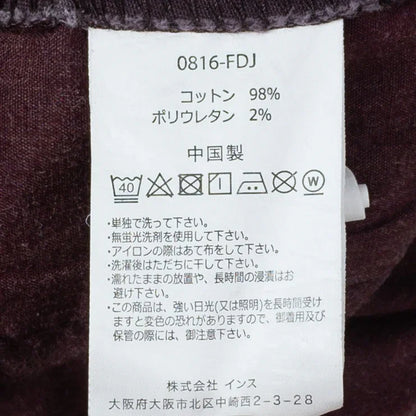 0816-FDJ
コットン 98%
ポリウレタン 2%
中国製
40 W
・単独で洗って下さい。
・無蛍光洗剤を使用して下さい。
・アイロンの際はあて布をして下さい。
・洗濯後はただちに干して下さい。
・濡れたままの放置や、長時間の浸漬はお
避け下さい。
・この商品は、強い日光(又は照明)を長時間受け
ますと変色の恐れがありますので、御着用及び
保管の際には、御注意下さい。
株式会社 インス
大阪府大阪市北区中崎西2-3-28